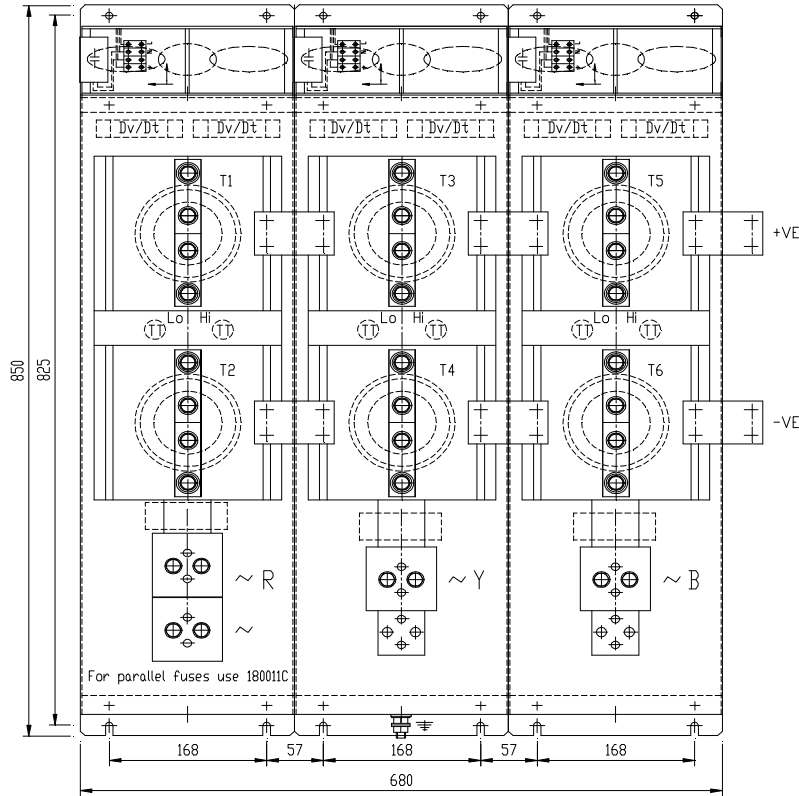 Dv/Dt Dv/Dt Dv/Dt Dv/Dt Dv/Dt Dv/Dt
T1 T3 T5
+VE
Lo Hi Lo Hi Lo Hi
TT TT TT TT TT TT
T2 T4 T6
850
825
-VE
~ R ~ Y ~ B
~
For parallel fuses use 180011C
168 57 168 57 168
680